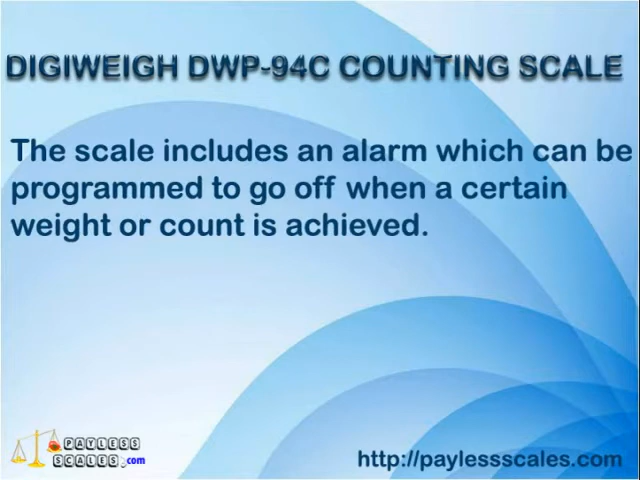 DIGIWEIGH DWP-94C COUNTING SCALE
The scale includes an alarm which can be
programmed to go off when a certain
weight or count is achieved.
PAYLESS
SCALES.com
http://paylessscales.com